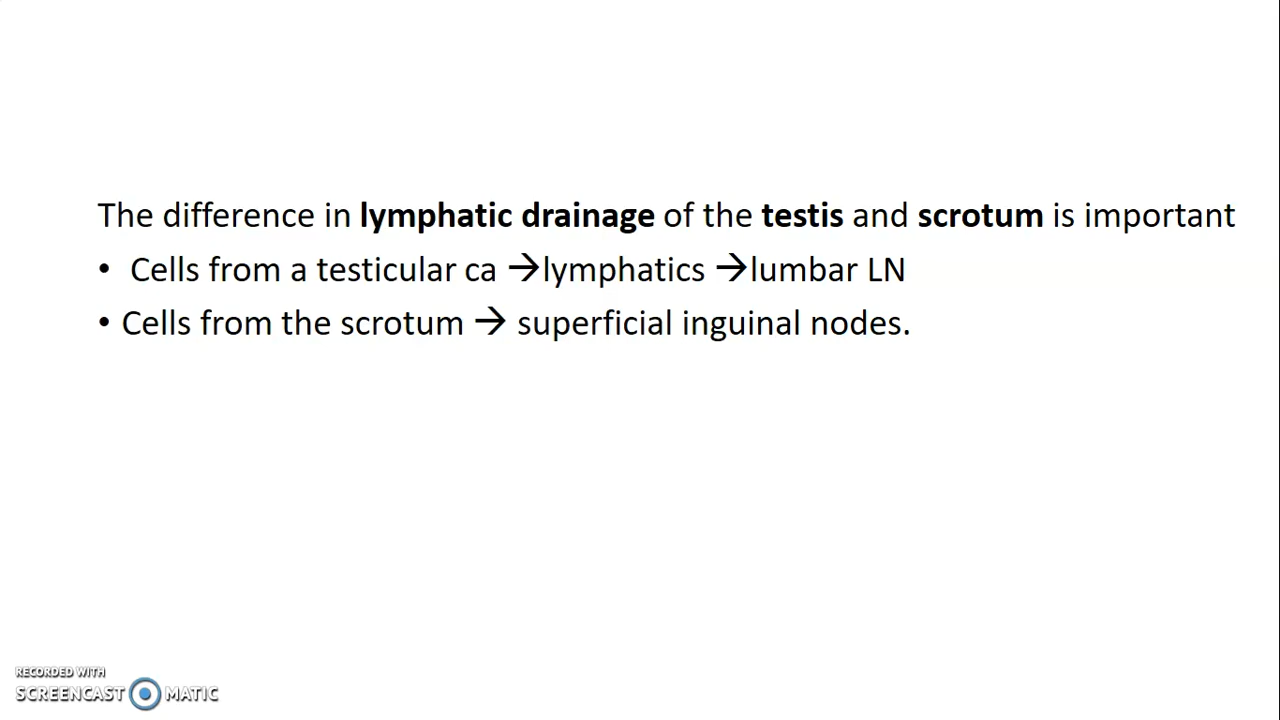 The difference in lymphatic drainage of the testis and scrotum is important
• Cells from a testicular ca →lymphatics →lumbar LN
• Cells from the scrotum → superficial inguinal nodes.
RECORDED WITH
SCREENCAST MATIC